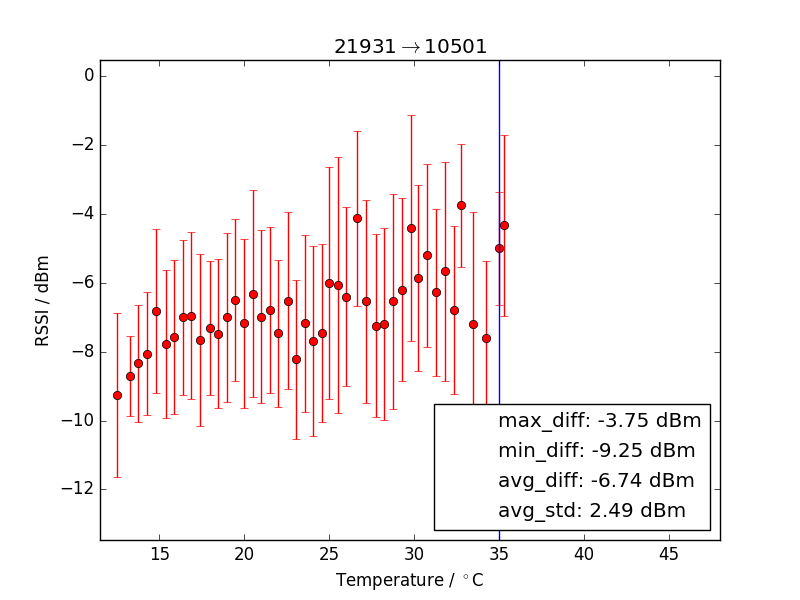 21931→10501
0
−2
−4
−6
−8
−10
−12
RSSI / dBm
max_diff: -3.75 dBm
min_diff: -9.25 dBm
avg_diff: -6.74 dBm
avg_std: 2.49 dBm
15 20 25 30 35 40 45
Temperature / °C